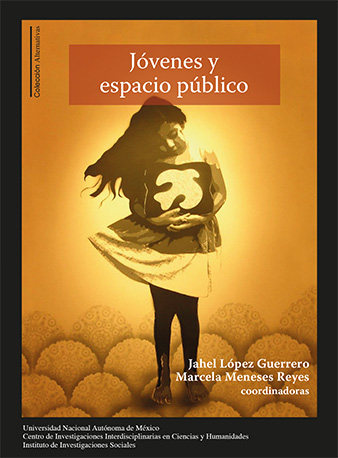 Colección Alternativas
Jóvenes y
espacio público
Jahel López Guerrero
Marcela Meneses Reyes
coordinadoras
Universidad Nacional Autónoma de México
Centro de Investigaciones Interdisciplinarias en Ciencias y Humanidades
Instituto de Investigaciones Sociales